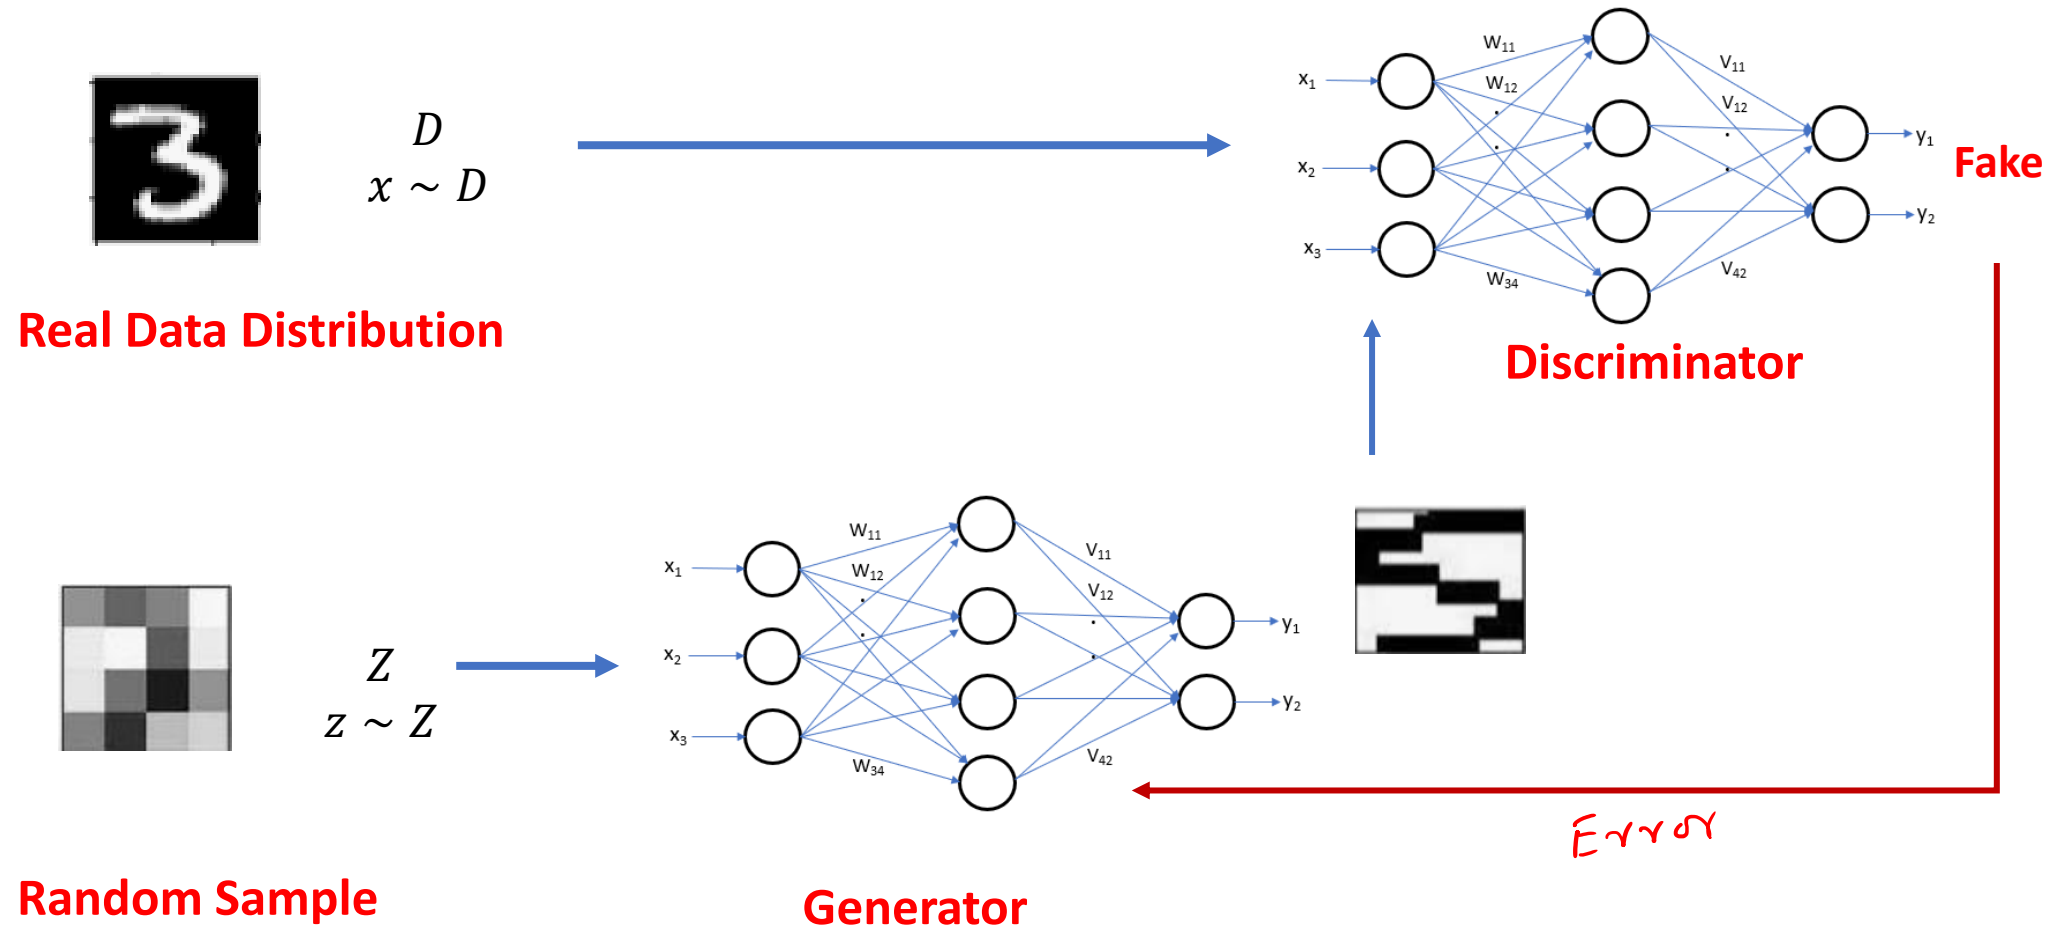 D
x ~ D
Real Data Distribution
x₁
x₂
x₃
W₁₁
W₁₂
W₃₄
V₁₁
V₁₂
V₄₂
y₁
y₂
Fake
Discriminator
3
Z
z ~ Z
Random Sample
x₁
x₂
x₃
W₁₁
W₁₂
W₃₄
V₁₁
V₁₂
V₄₂
y₁
y₂
Generator
Error